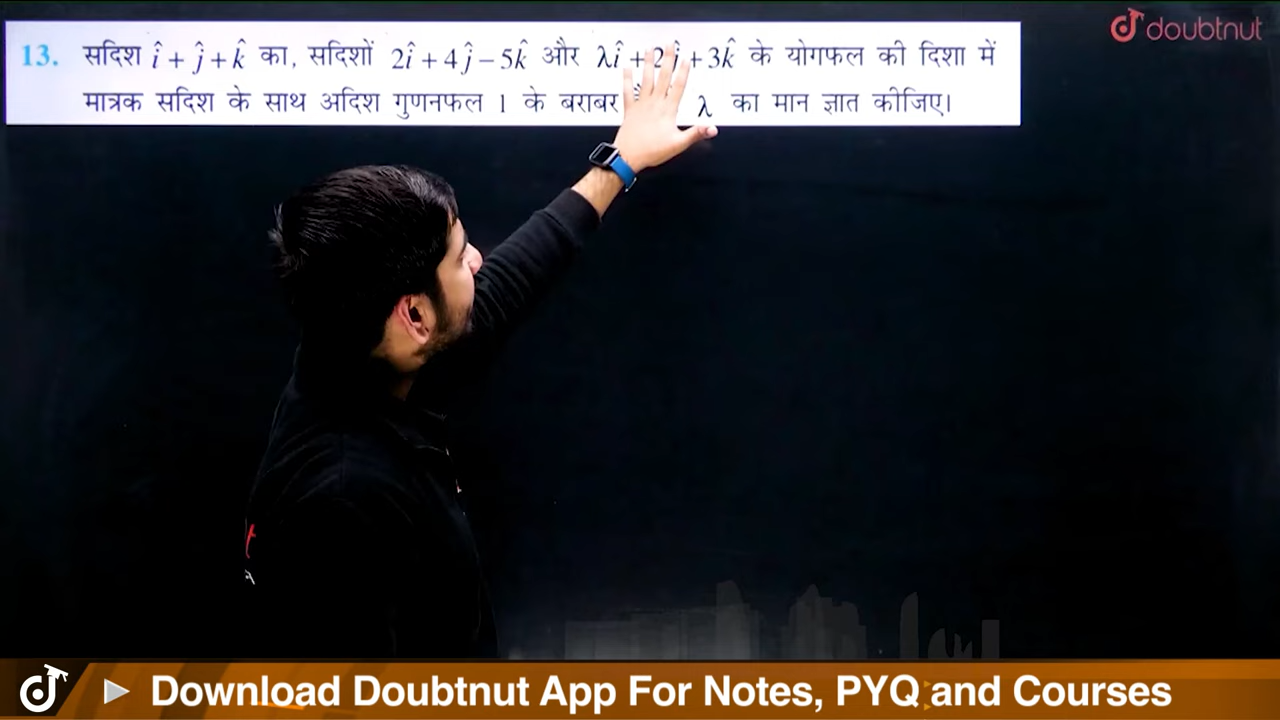 doubtnut
13. सदिश î + ĵ + k̂ का, सदिशों 2î + 4ĵ − 5k̂ और λî + 2ĵ + 3k̂ के योगफल की दिशा में
मात्रक सदिश के साथ अदिश गुणनफल 1 के बराबर λ का मान ज्ञात कीजिए।
Download Doubtnut App For Notes, PYQ and Courses